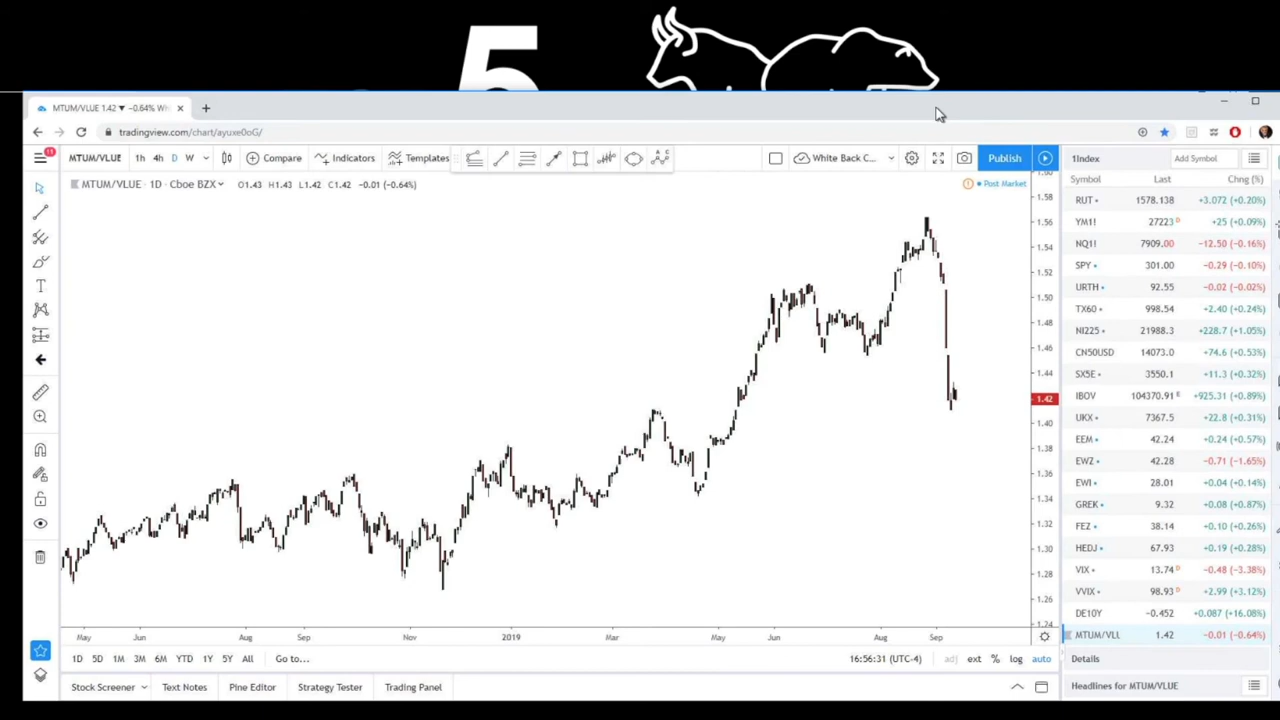 5
MTUM/VLUE 1.42 ▼ −0.64% Wh
tradingview.com/chart/ayuxe0oG/
11
MTUM/VLUE 1h 4h D W Compare Indicators Templates White Back C... Publish
1Index Add Symbol
MTUM/VLUE · 1D · Cboe BZX O1.43 H1.43 L1.42 C1.42 −0.01 (−0.64%)
Post Market
Symbol Last Chng (%)
RUT 1578.138 +3.072 (+0.20%)
YM1! 27223 D +25 (+0.09%)
NQ1! 7909.00 −12.50 (−0.16%)
SPY 301.00 −0.29 (−0.10%)
URTH 92.55 −0.02 (−0.02%)
TX60 998.54 +2.40 (+0.24%)
NI225 21988.3 +228.7 (+1.05%)
CN50USD 14073.0 +74.6 (+0.53%)
SX5E 3550.1 +11.3 (+0.32%)
IBOV 104370.91 E +925.31 (+0.89%)
UKX 7367.5 +22.8 (+0.31%)
EEM 42.24 +0.24 (+0.57%)
EWZ 42.28 −0.71 (−1.65%)
EWI 28.01 +0.04 (+0.14%)
GREK 9.32 +0.08 (+0.87%)
FEZ 38.14 +0.10 (+0.26%)
HEDJ 67.93 +0.19 (+0.28%)
VIX 13.74 D −0.48 (−3.38%)
VVIX 98.93 D +2.99 (+3.12%)
DE10Y −0.452 +0.087 (+16.08%)
MTUM/VLU 1.42 −0.01 (−0.64%)
Details
Headlines for MTUM/VLUE
1.60
1.58
1.56
1.54
1.52
1.50
1.48
1.46
1.44
1.42
1.40
1.38
1.36
1.34
1.32
1.30
1.28
1.26
1.24
May Jun Aug Sep Nov 2019 Mar May Jun Aug Sep
1D 5D 1M 3M 6M YTD 1Y 5Y All Go to... 16:56:31 (UTC-4) adj ext % log auto
Stock Screener Text Notes Pine Editor Strategy Tester Trading Panel